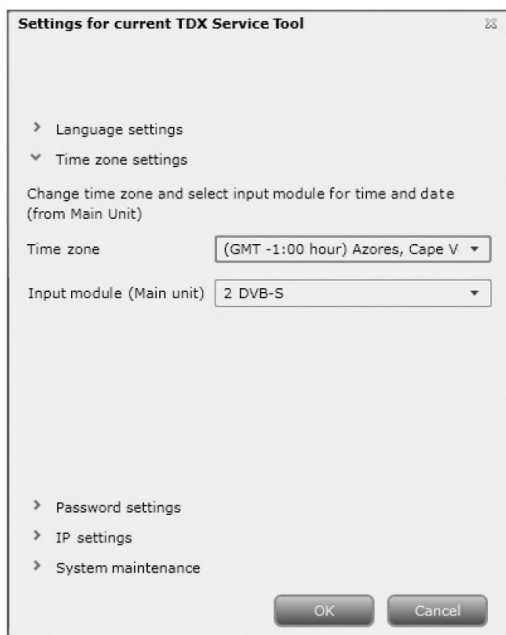 Settings for current TDX Service Tool
Language settings
Time zone settings
Change time zone and select input module for time and date
(from Main Unit)
Time zone
(GMT -1:00 hour) Azores, Cape V
Input module (Main unit)
2 DVB-S
Password settings
IP settings
System maintenance
OK
Cancel